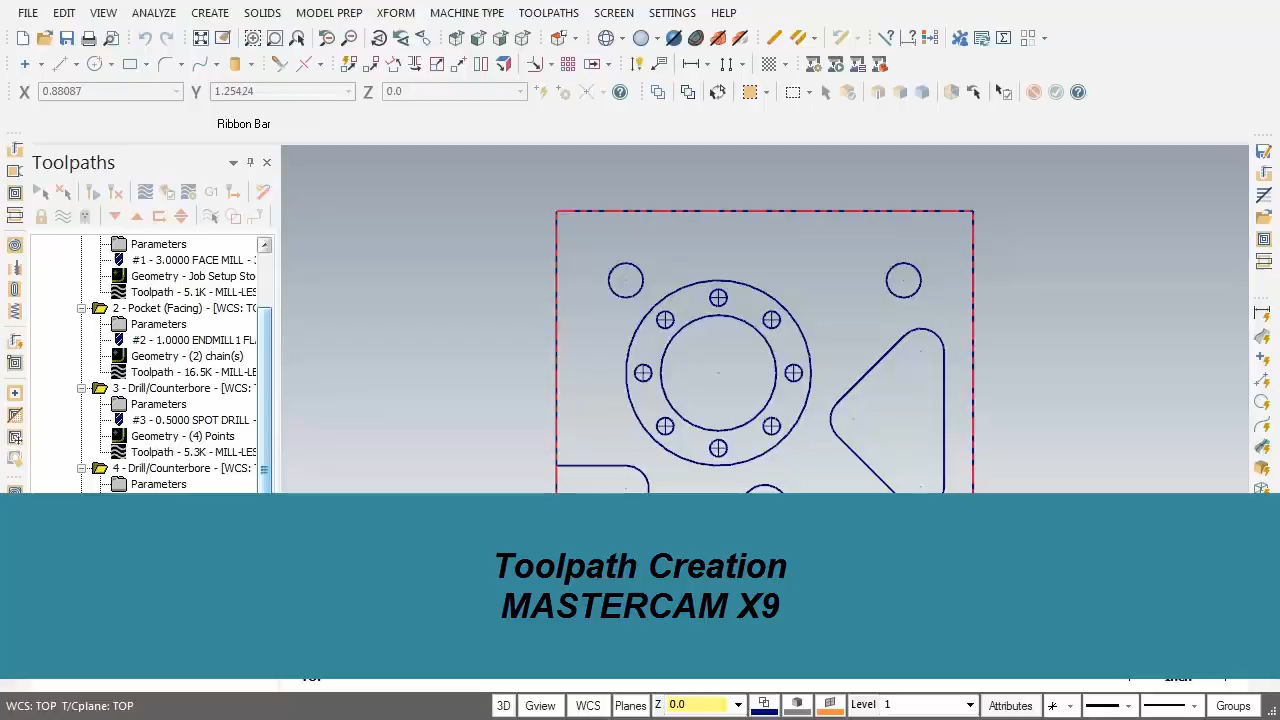 FILE EDIT VIEW ANALYZE CREATE SOLIDS MODEL PREP XFORM MACHINE TYPE TOOLPATHS SCREEN SETTINGS HELP
X 0.88087 Y 1.25424 Z 0.0
Ribbon Bar
Toolpaths
G1
Parameters
#1 - 3.0000 FACE MILL -
Geometry - Job Setup Sto
Toolpath - 5.1K - MILL-LES
2 - Pocket (Facing) - [WCS: TO
Parameters
#2 - 1.0000 ENDMILL1 FLA
Geometry - (2) chain(s)
Toolpath - 16.5K - MILL-LE
3 - Drill/Counterbore - [WCS:
Parameters
#3 - 0.5000 SPOT DRILL -
Geometry - (4) Points
Toolpath - 5.3K - MILL-LES
4 - Drill/Counterbore - [WCS:
Parameters
Toolpath Creation
MASTERCAM X9
WCS: TOP T/Cplane: TOP 3D Gview WCS Planes Z 0.0 Level 1 Attributes Groups